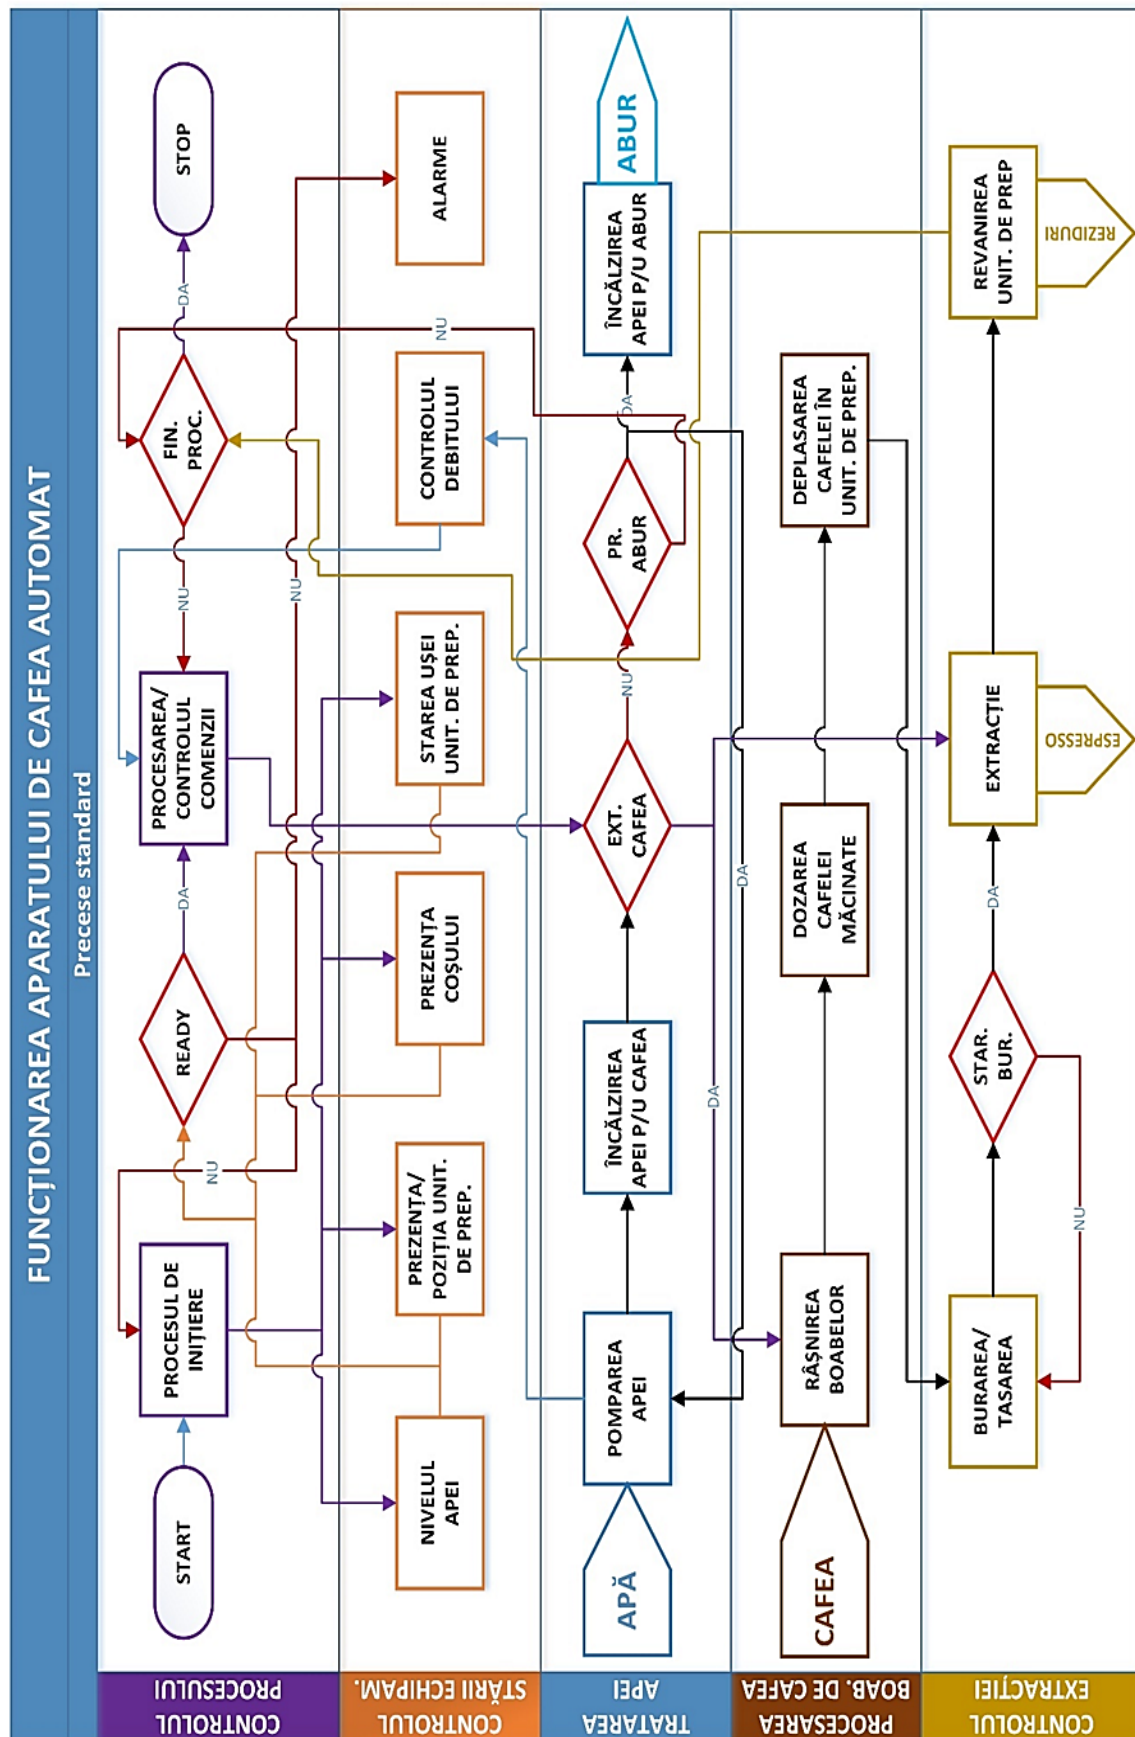 FUNCȚIONAREA APARATULUI DE CAFEA AUTOMAT
Precese standard
CONTROLUL
PROCESULUI
START
PROCESUL DE
INIȚIERE
NU
READY
DA
PROCESAREA/
CONTROLUL
COMENZII
NU
FIN.
PROC.
DA
STOP
NU
CONTROLUL
STĂRII ECHIPAM.
NIVELUL
APEI
PREZENȚA/
POZIȚIA UNIT.
DE PREP.
PREZENȚA
COȘULUI
STAREA UȘEI
UNIT. DE PREP.
CONTROLUL
DEBITULUI
NU
ALARME
TRATAREA
APEI
APĂ
POMPAREA
APEI
ÎNCĂLZIREA
APEI P/U CAFEA
EXT.
CAFEA
NU
PR.
ABUR
DA
ÎNCĂLZIREA
APEI P/U ABUR
ABUR
DA
DA
PROCESAREA
BOAB. DE CAFEA
CAFEA
RÂȘNIREA
BOABELOR
DOZAREA
CAFELEI
MĂCINATE
DEPLASAREA
CAFELEI ÎN
UNIT. DE PREP.
CONTROLUL
EXTRACȚIEI
BURAREA/
TASAREA
NU
STAR.
BUR.
DA
EXTRACȚIE
ESPRESSO
REVANIREA
UNIT. DE PREP
REZIDURI